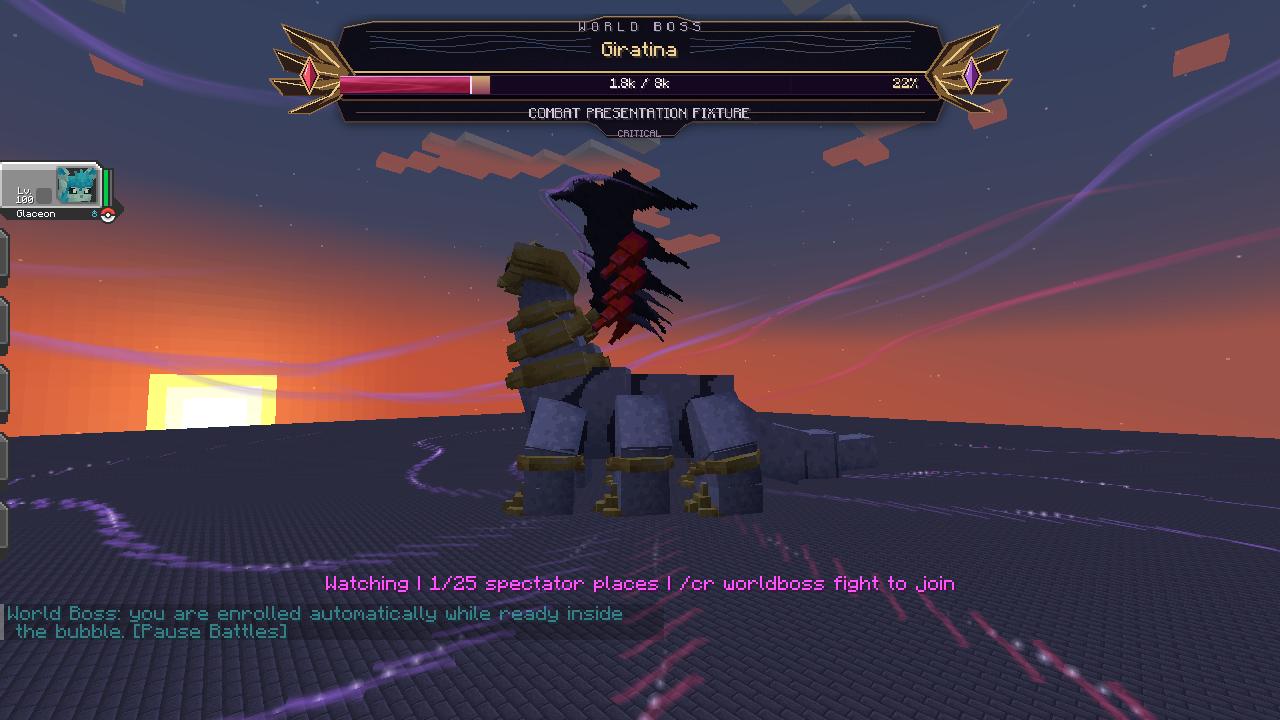 WORLD BOSS
Giratina
1.8k / 8k
22%
COMBAT PRESENTATION FIXTURE
CRITICAL
Lv.
100
Glaceon
Watching | 1/25 spectator places | /cr worldboss fight to join
World Boss: you are enrolled automatically while ready inside
the bubble. [Pause Battles]